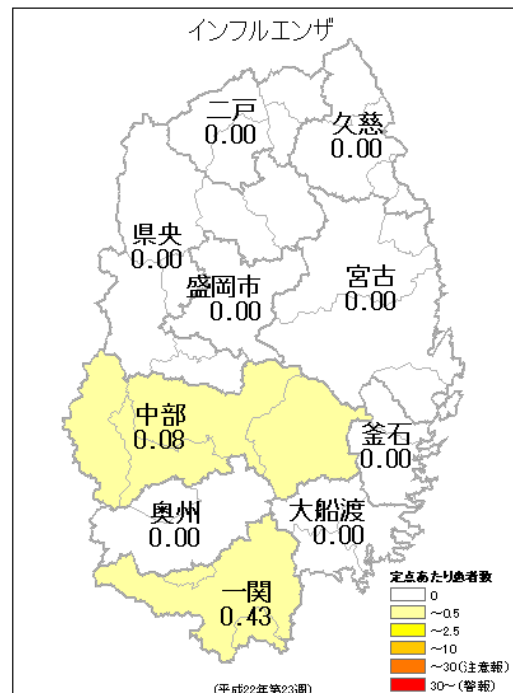 インフルエンザ
二戸
0.00
久慈
0.00
県央
0.00
盛岡市
0.00
宮古
0.00
中部
0.08
釜石
0.00
奥州
0.00
大船渡
0.00
一関
0.43
定点あたり患者数
0
～0.5
～2.5
～10
～30(注意報)
30～(警報)
(平成22年第23週)